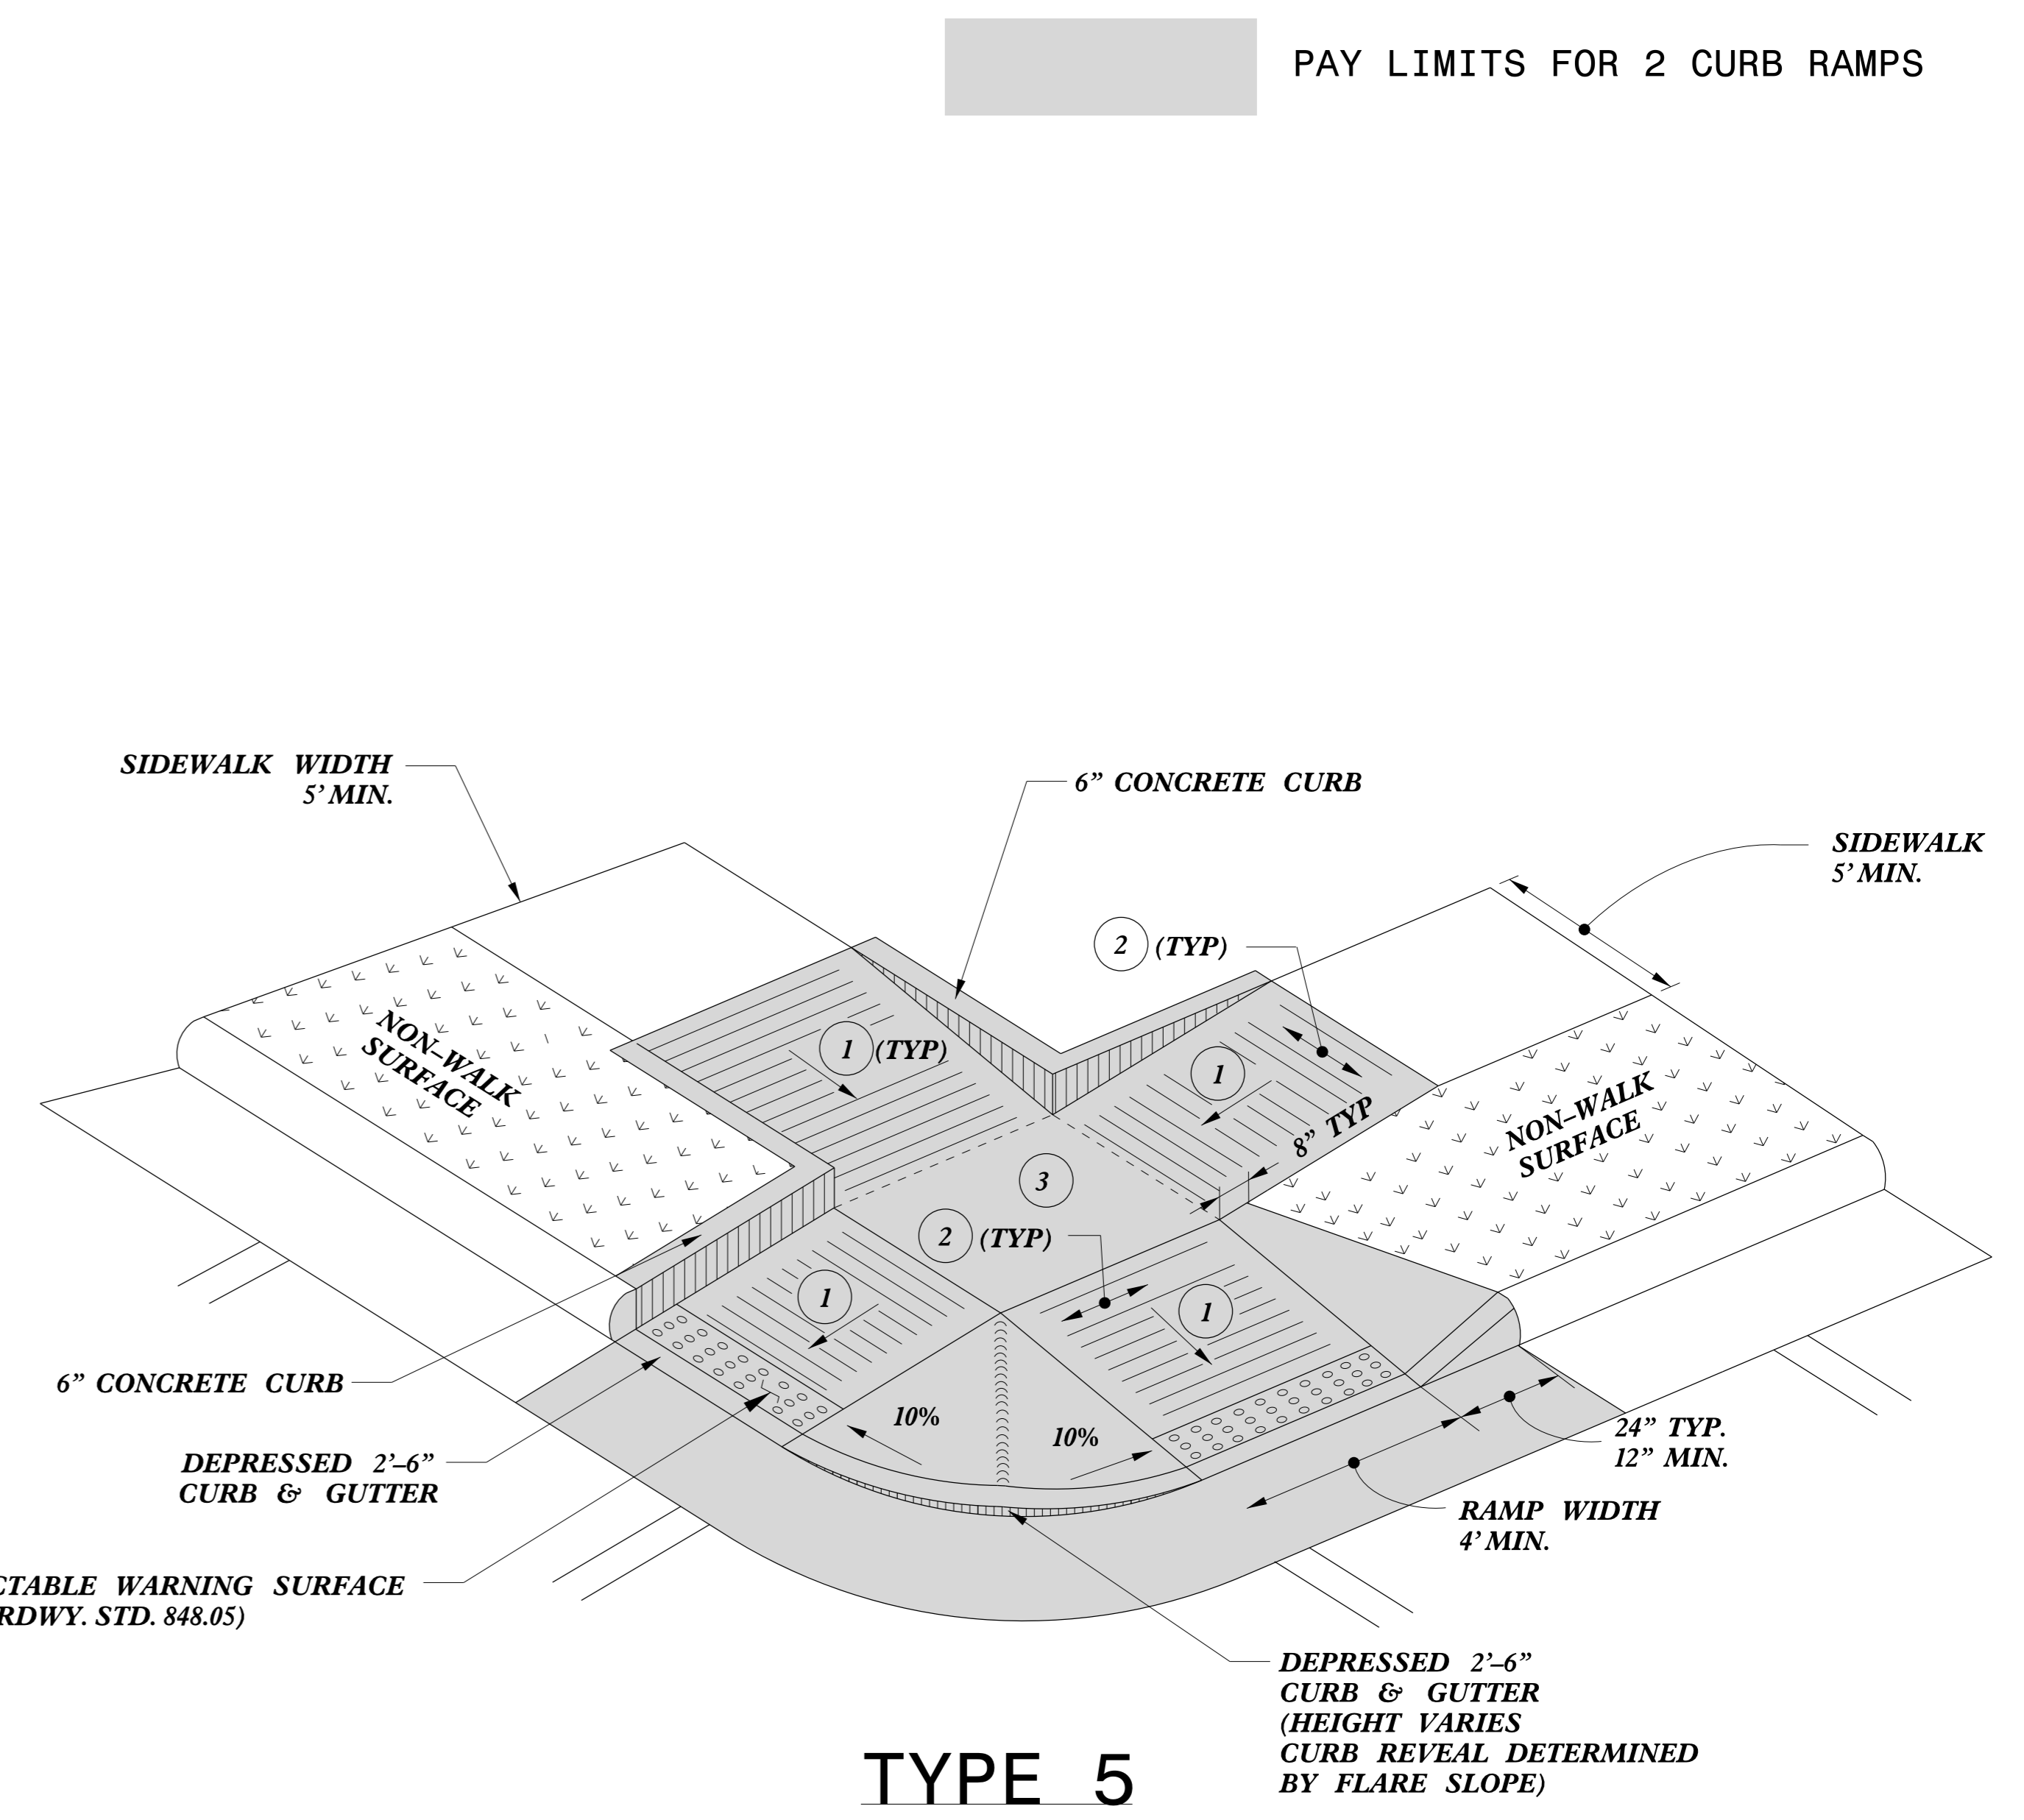 PAY LIMITS FOR 2 CURB RAMPS
SIDEWALK WIDTH
5' MIN.
6” CONCRETE CURB
SIDEWALK
5' MIN.
2 (TYP)
NON–WALK
SURFACE
1 (TYP)
1
8” TYP
NON–WALK
SURFACE
3
2 (TYP)
1
1
6” CONCRETE CURB
10%
10%
24” TYP.
12” MIN.
DEPRESSED 2’–6”
CURB & GUTTER
RAMP WIDTH
4’ MIN.
WARNING SURFACE
STD. 848.05)
DEPRESSED 2’–6”
CURB & GUTTER
(HEIGHT VARIES
CURB REVEAL DETERMINED
BY FLARE SLOPE)
TYPE 5